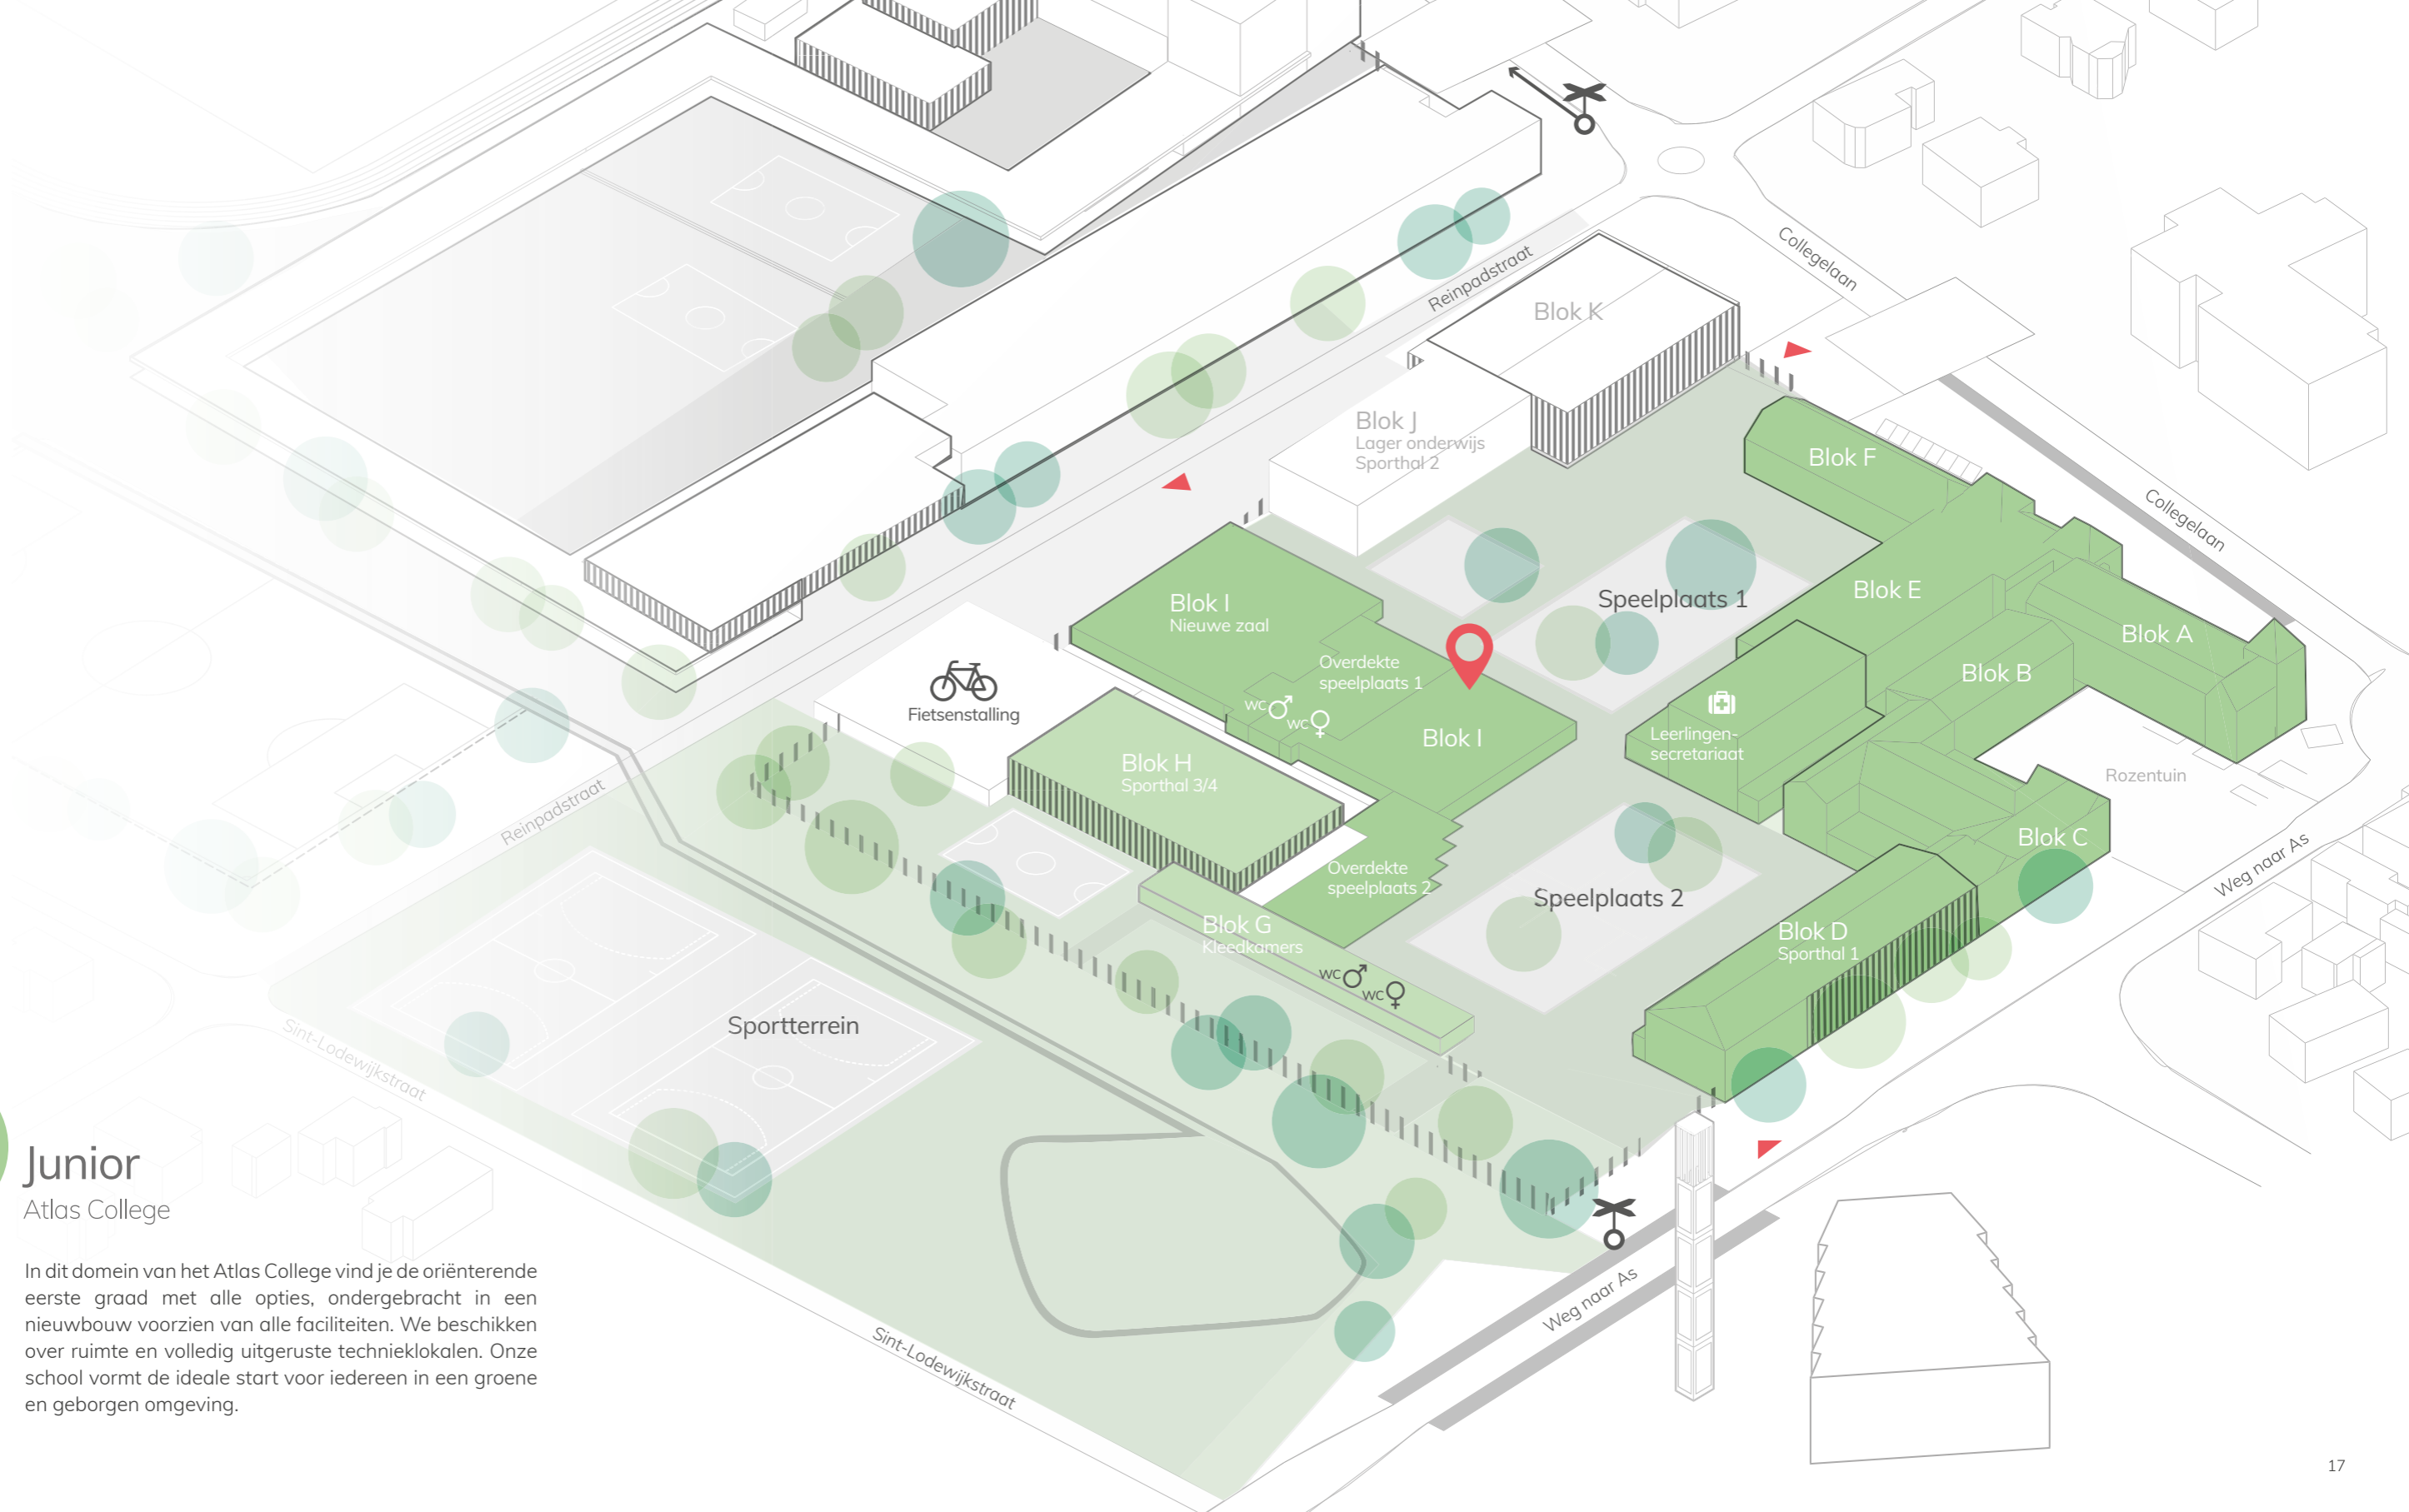 Collegelaan
Reinpadstraat
Blok K
Blok J
Lager onderwijs
Sporthal 2
Blok F
Collegelaan
Blok I
Nieuwe zaal
Speelplaats 1
Blok E
Blok A
Overdekte
speelplaats 1
Blok B
Fietsenstalling
WC
WC
Blok I
Leerlingen-
secretariaat
Blok H
Sporthal 3/4
Rozentuin
Reinpadstraat
Blok C
Weg naar As
Overdekte
speelplaats 2
Speelplaats 2
Blok G
Kleedkamers
Blok D
Sporthal 1
WC
WC
Sportterrein
Sint-Lodewijkstraat
Weg naar As
Sint-Lodewijkstraat
Junior
Atlas College
In dit domein van het Atlas College vind je de oriënterende
eerste graad met alle opties, ondergebracht in een
nieuwbouw voorzien van alle faciliteiten. We beschikken
over ruimte en volledig uitgeruste technieklokalen. Onze
school vormt de ideale start voor iedereen in een groene
en geborgen omgeving.
17